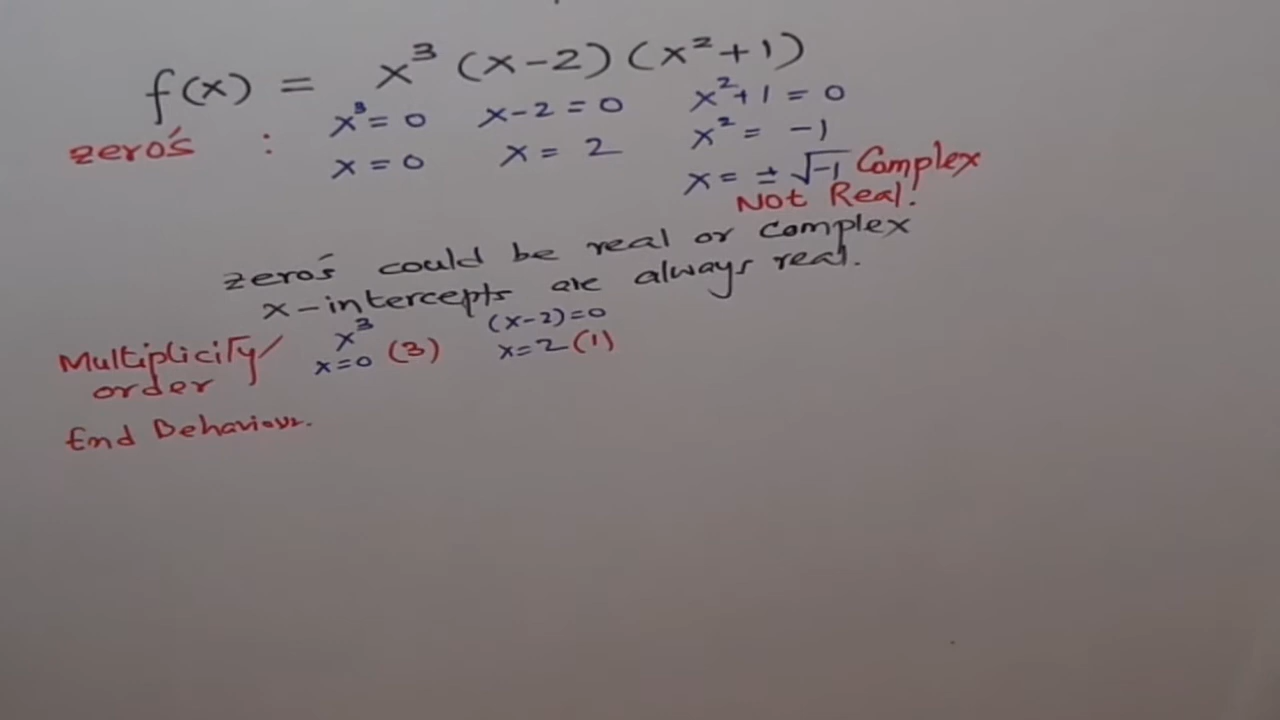 f(x) = x³ (x-2) (x²+1)
zero's : x³=0 x-2=0 x²+1=0
x=0 x=2 x²=-1
x=±√-1 Complex
Not Real!
zero's could be real or complex
x-intercepts are always real.
Multiplicity/ x³ (x-2)=0
order x=0 (3) x=2 (1)
End Behaviour.